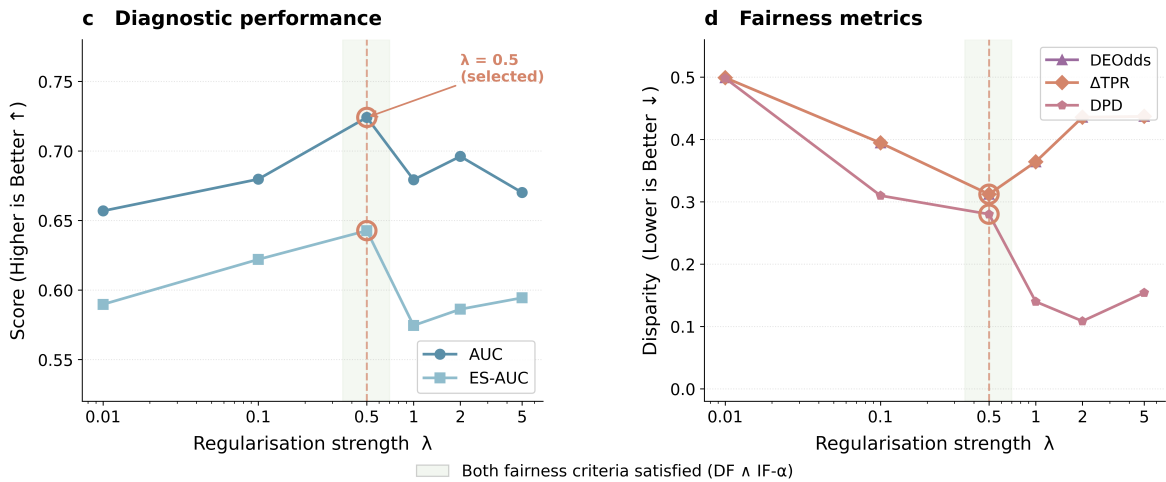 c Diagnostic performance
Score (Higher is Better ↑)
0.75
0.70
0.65
0.60
0.55
λ = 0.5
(selected)
AUC
ES-AUC
0.01 0.1 0.5 1 2 5
Regularisation strength λ
d Fairness metrics
Disparity (Lower is Better ↓)
0.5
0.4
0.3
0.2
0.1
0.0
DEOdds
ΔTPR
DPD
0.01 0.1 0.5 1 2 5
Regularisation strength λ
Both fairness criteria satisfied (DF ∧ IF-α)